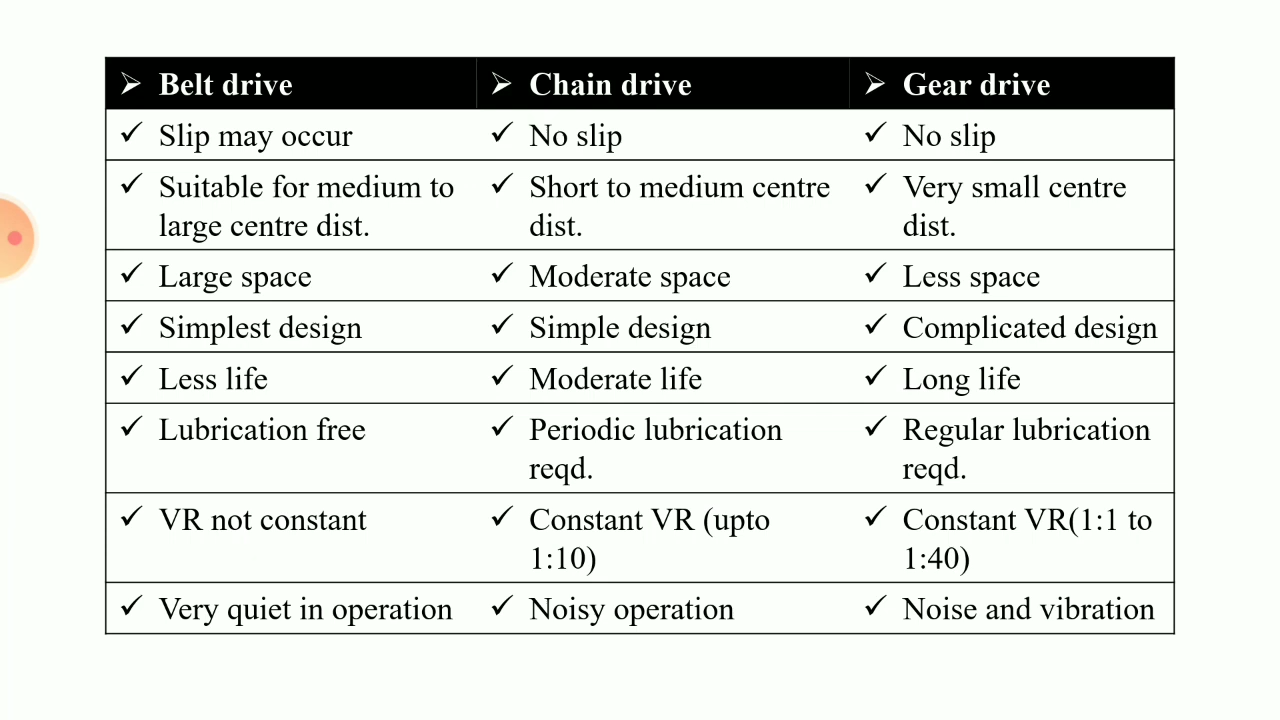 ➢ Belt drive ➢ Chain drive ➢ Gear drive
✓ Slip may occur ✓ No slip ✓ No slip
✓ Suitable for medium to large centre dist. ✓ Short to medium centre dist. ✓ Very small centre dist.
✓ Large space ✓ Moderate space ✓ Less space
✓ Simplest design ✓ Simple design ✓ Complicated design
✓ Less life ✓ Moderate life ✓ Long life
✓ Lubrication free ✓ Periodic lubrication reqd. ✓ Regular lubrication reqd.
✓ VR not constant ✓ Constant VR (upto 1:10) ✓ Constant VR(1:1 to 1:40)
✓ Very quiet in operation ✓ Noisy operation ✓ Noise and vibration